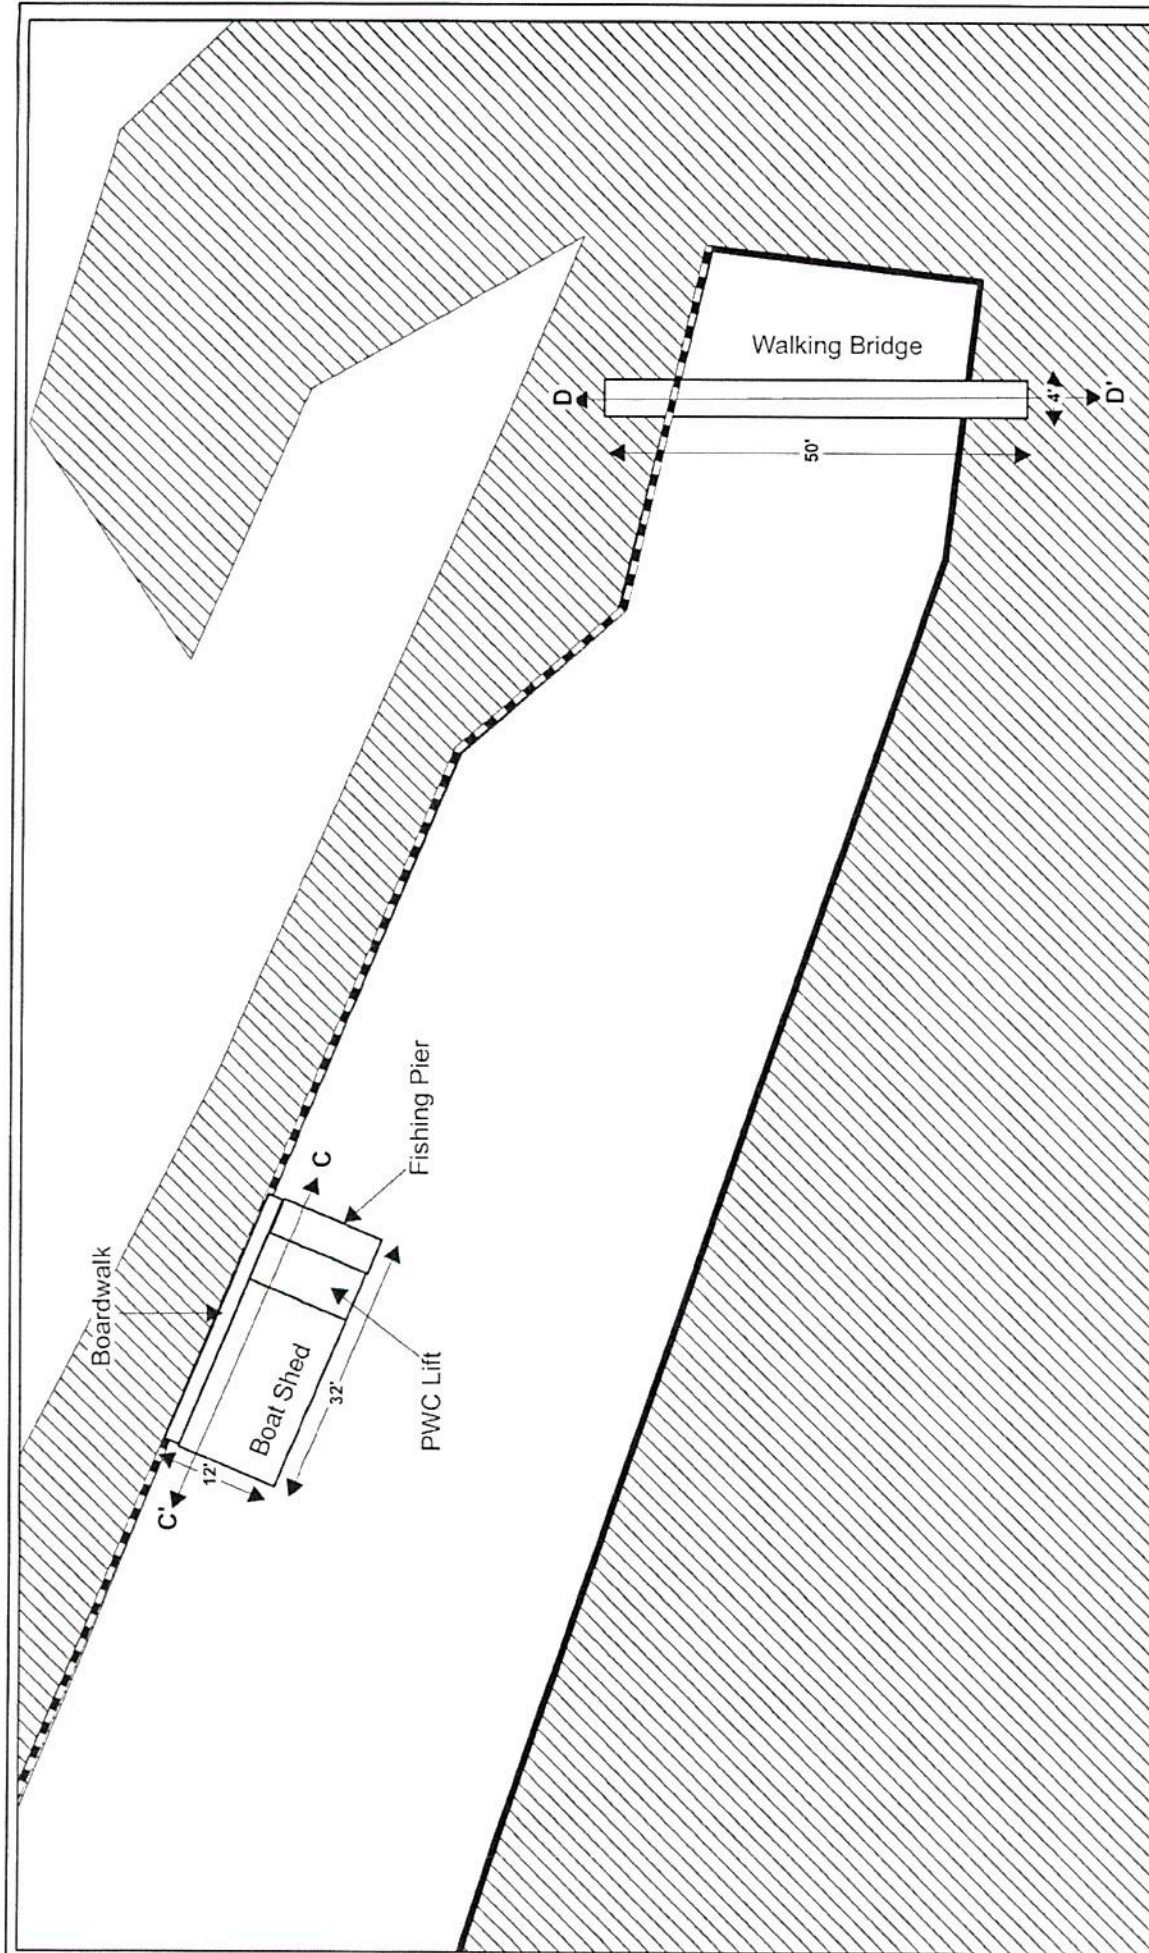 Walking Bridge
D
4'
D'
50'
Fishing Pier
C
Boardwalk
PWC Lift
Boat Shed
32'
12'
C'